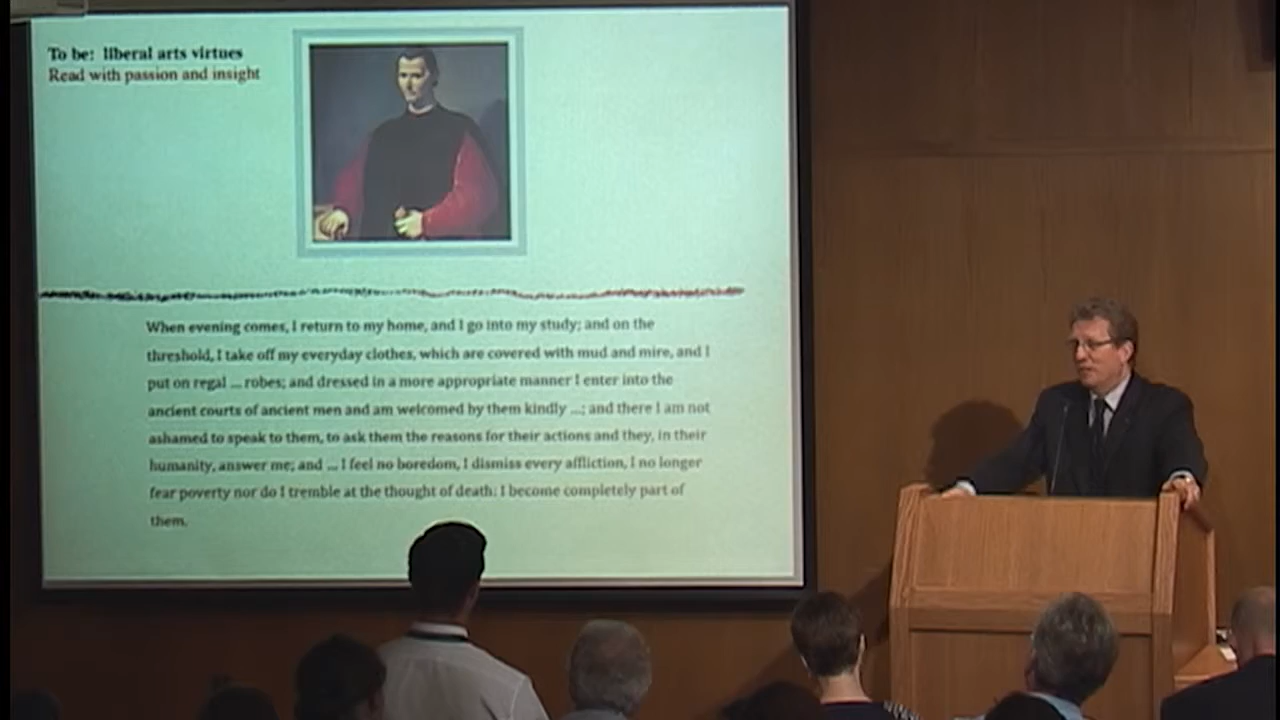 To be: liberal arts virtues
Read with passion and insight
When evening comes, I return to my home, and I go into my study; and on the
threshold, I take off my everyday clothes, which are covered with mud and mire, and I
put on regal ... robes; and dressed in a more appropriate manner I enter into the
ancient courts of ancient men and am welcomed by them kindly ...; and there I am not
ashamed to speak to them, to ask them the reasons for their actions and they, in their
humanity, answer me; and ... I feel no boredom, I dismiss every affliction, I no longer
fear poverty nor do I tremble at the thought of death: I become completely part of
them.